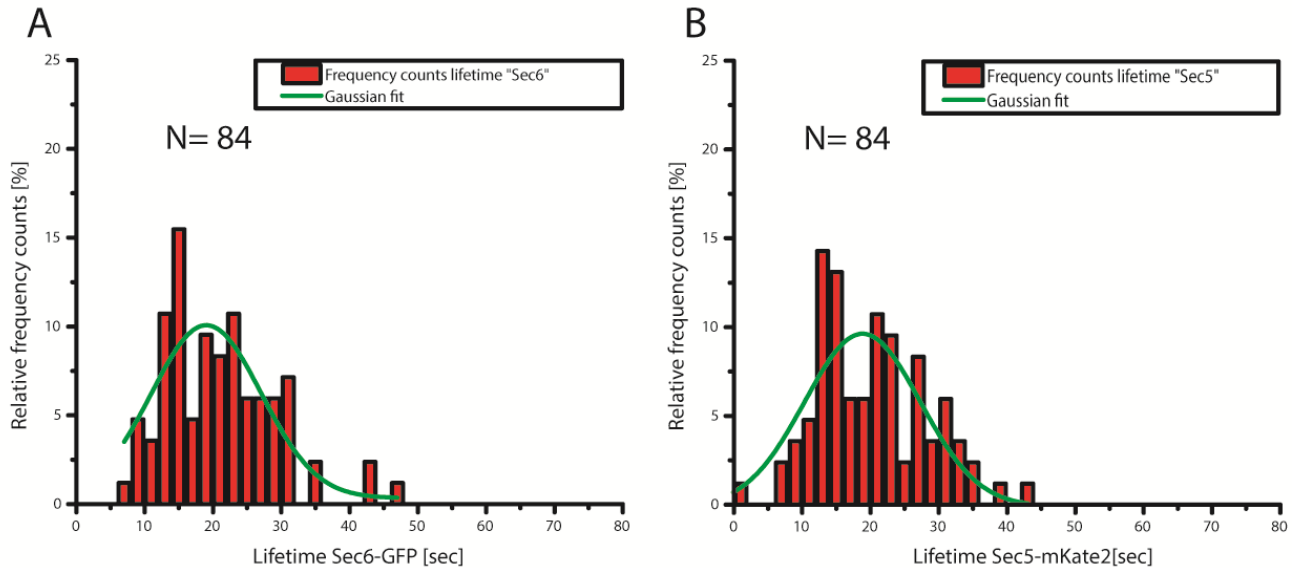 A
Frequency counts lifetime "Sec6"
Gaussian fit
N= 84
Relative frequency counts [%]
25
20
15
10
5
0
0 10 20 30 40 50 60 70 80
Lifetime Sec6-GFP [sec]
B
Frequency counts lifetime "Sec5"
Gaussian fit
N= 84
Relative frequency counts [%]
25
20
15
10
5
0
0 10 20 30 40 50 60 70 80
Lifetime Sec5-mKate2[sec]